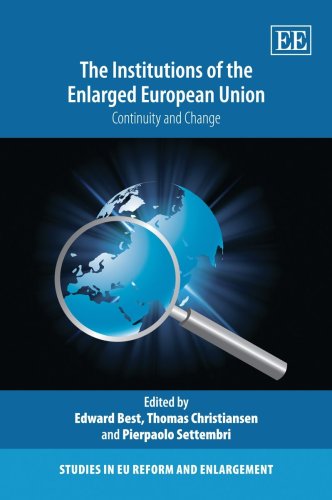 EE
The Institutions of the
Enlarged European Union
Continuity and Change
Edited by
Edward Best, Thomas Christiansen
and Pierpaolo Settembri
STUDIES IN EU REFORM AND ENLARGEMENT